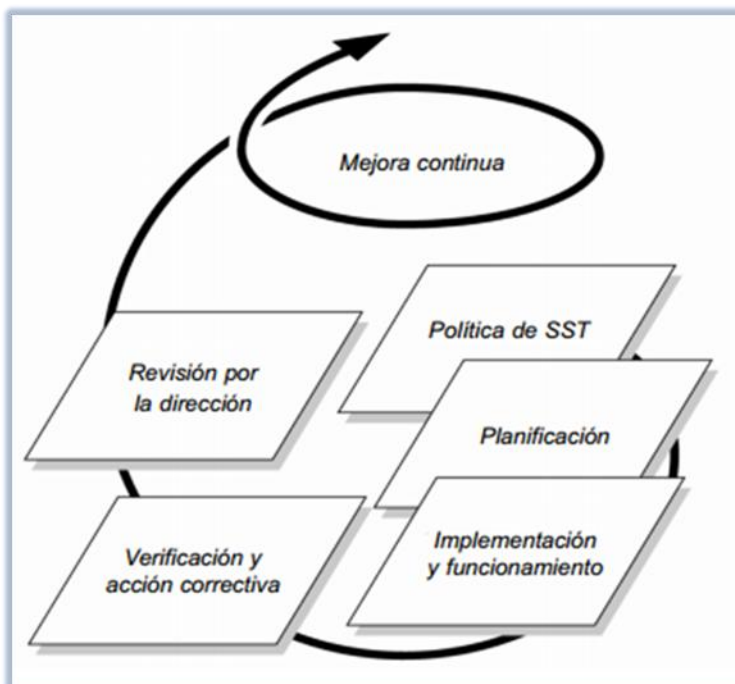 Mejora continua
Política de SST
Planificación
Implementación
y funcionamiento
Verificación y
acción correctiva
Revisión por
la dirección